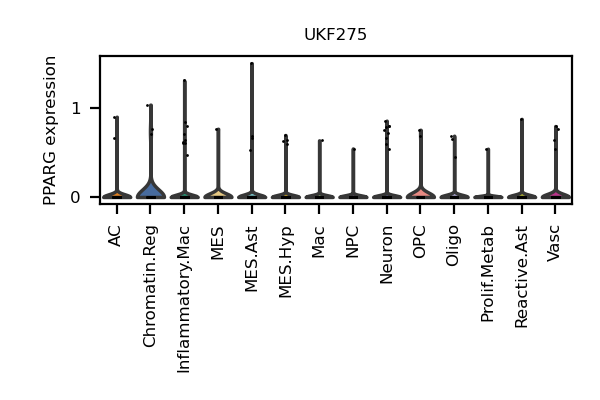 UKF275
PPARG expression
1
0
AC
Chromatin.Reg
Inflammatory.Mac
MES
MES.Ast
MES.Hyp
Mac
NPC
Neuron
OPC
Oligo
Prolif.Metab
Reactive.Ast
Vasc